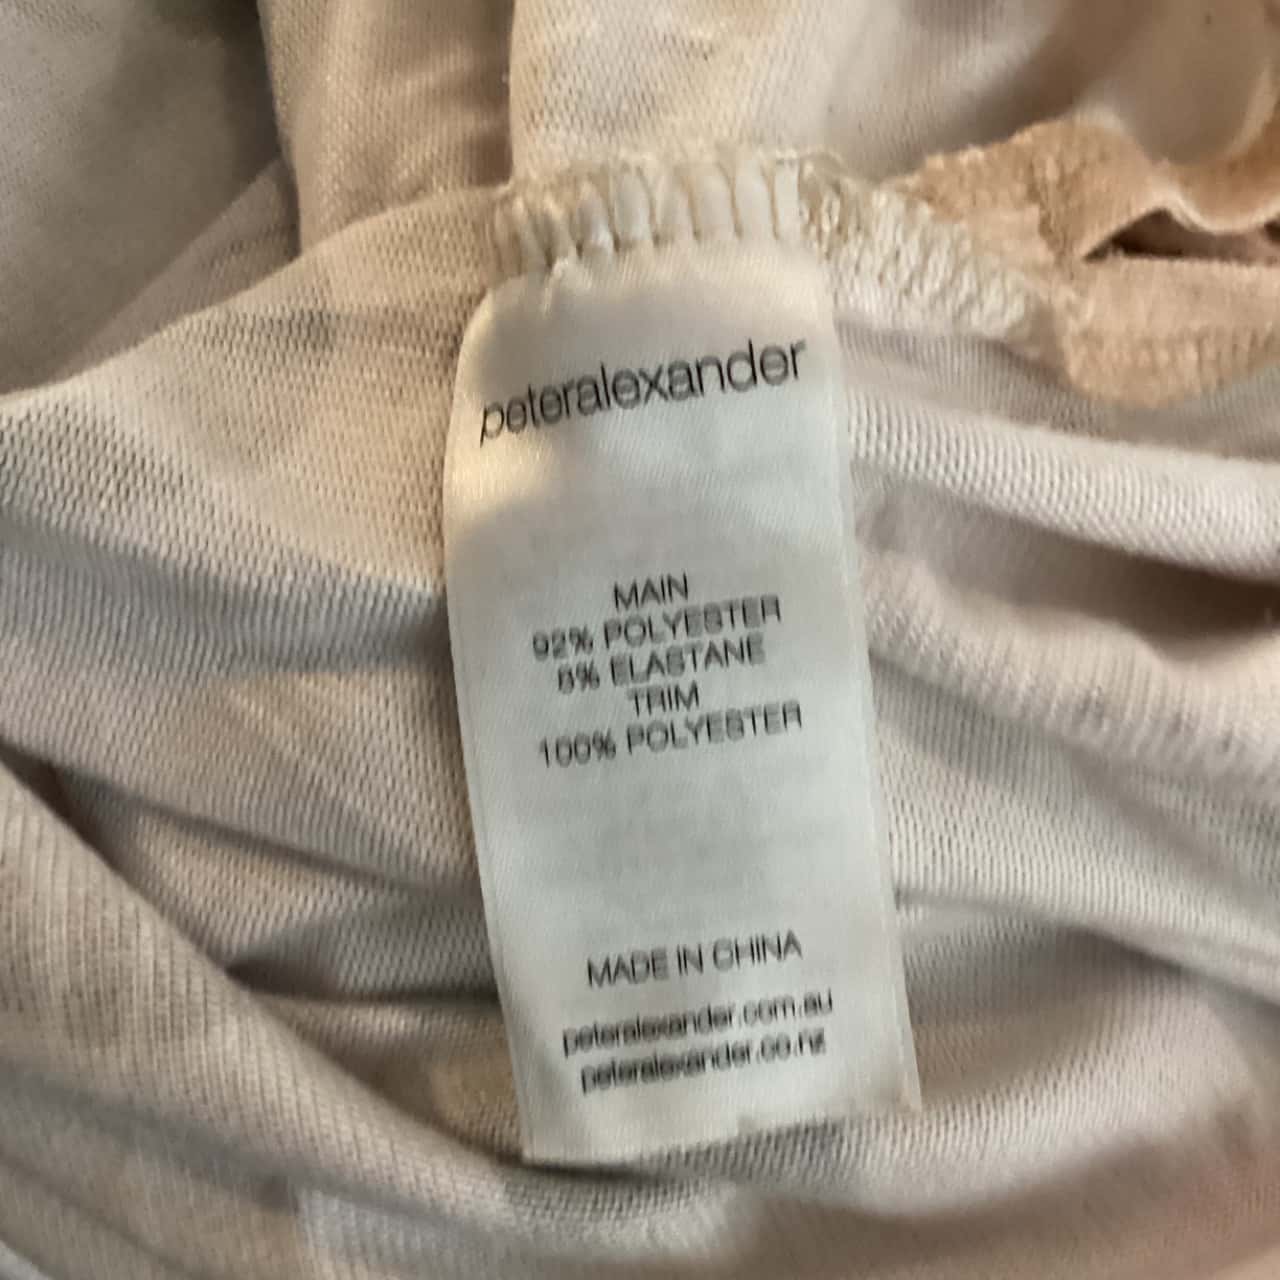 peteralexander
MAIN
92% POLYESTER
8% ELASTANE
TRIM
100% POLYESTER
MADE IN CHINA
peteralexander.com.au
peteralexander.co.nz